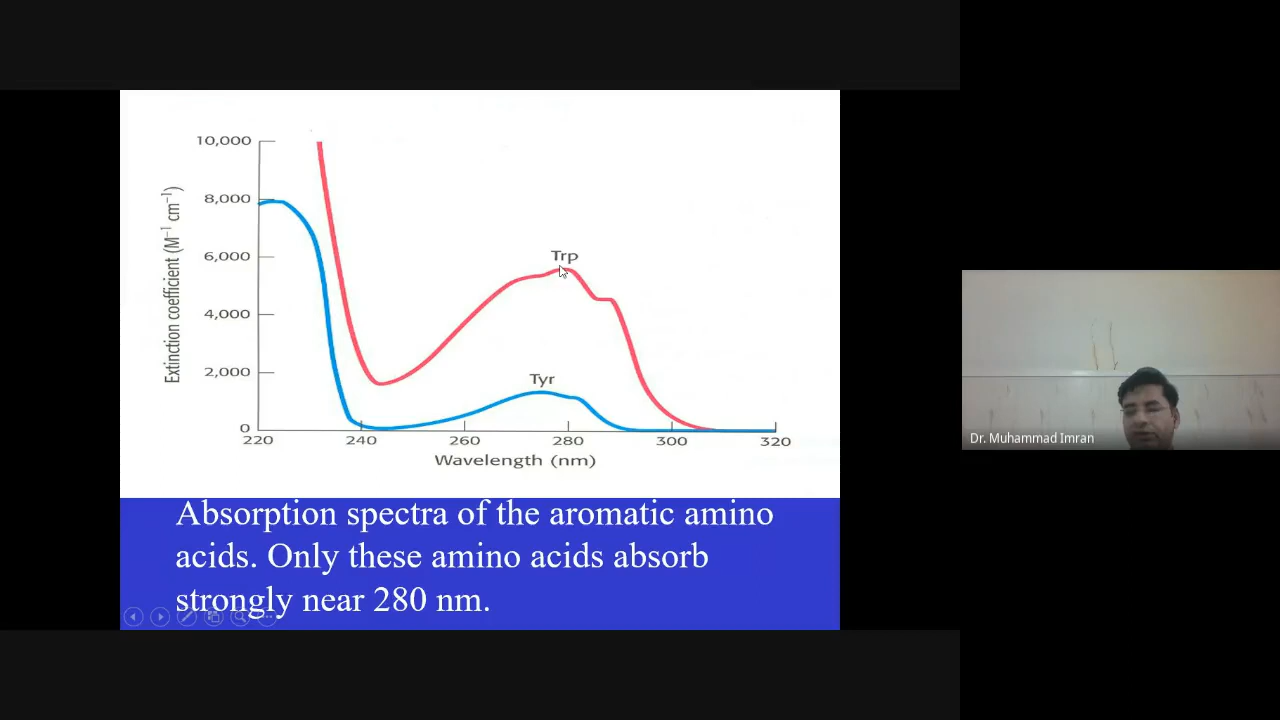 10,000
8,000
6,000
4,000
2,000
0
Extinction coefficient (M⁻¹ cm⁻¹)
Trp
Tyr
220 240 260 280 300 320
Wavelength (nm)
Absorption spectra of the aromatic amino
acids. Only these amino acids absorb
strongly near 280 nm.
Dr. Muhammad Imran